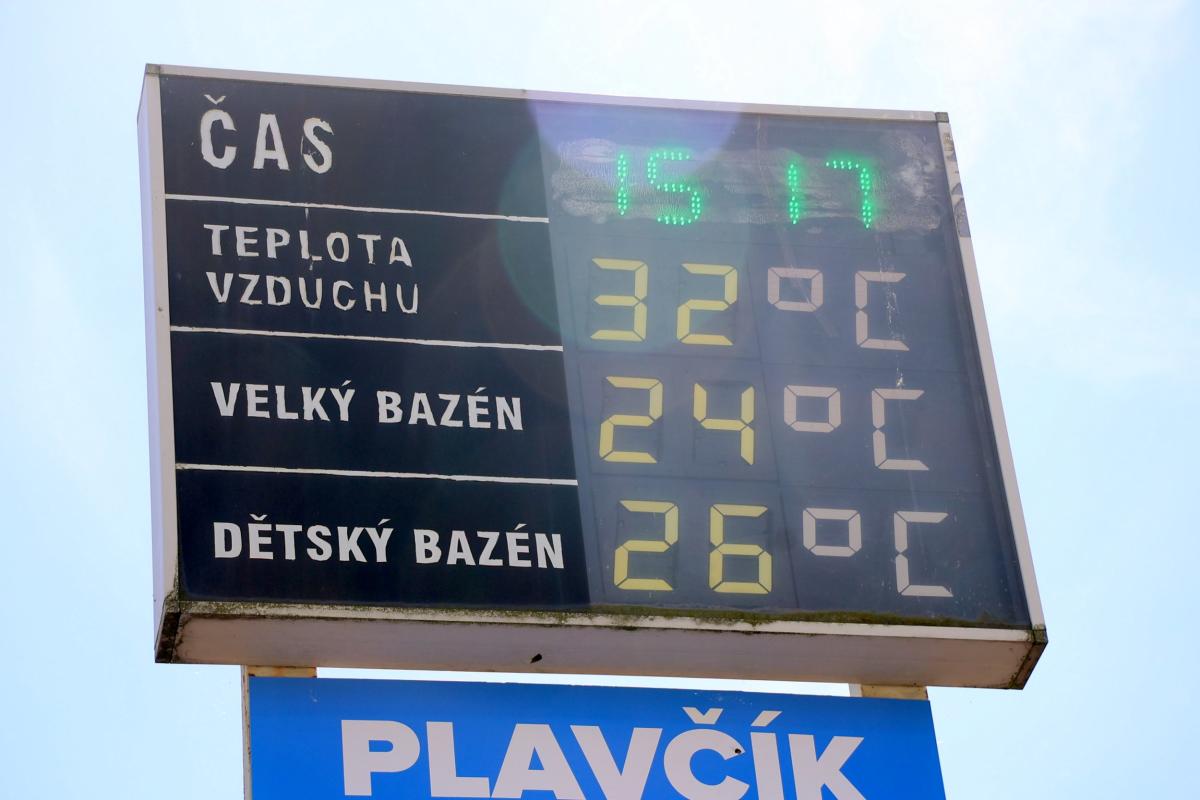 ČAS 15 17
TEPLOTA
VZDUCHU 32°C
VELKÝ BAZÉN 24°C
DĚTSKÝ BAZÉN 26°C
PLAVČÍK